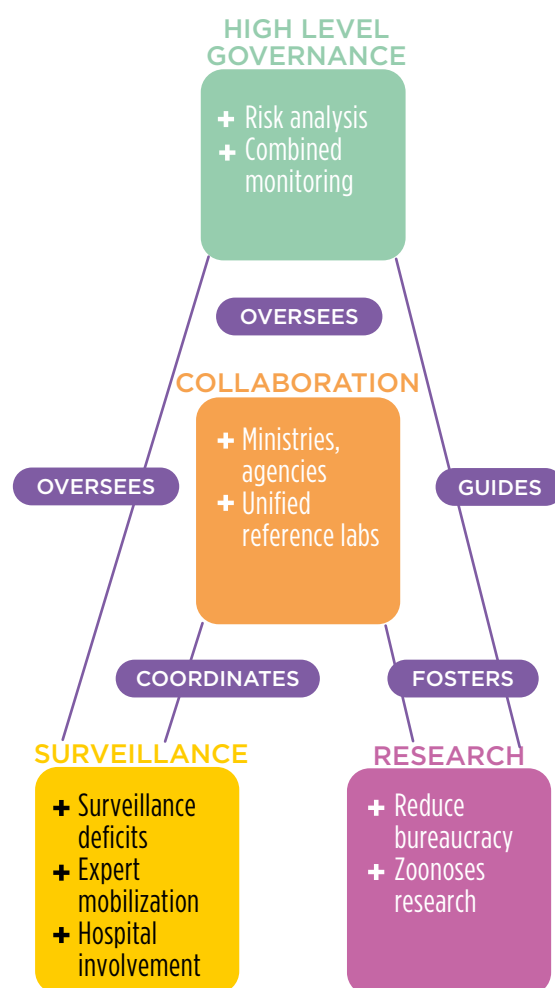 HIGH LEVEL
GOVERNANCE
+ Risk analysis
+ Combined
monitoring
OVERSEES
COLLABORATION
+ Ministries,
agencies
+ Unified
reference labs
OVERSEES
GUIDES
COORDINATES
FOSTERS
SURVEILLANCE
+ Surveillance
deficits
+ Expert
mobilization
+ Hospital
involvement
RESEARCH
+ Reduce
bureaucracy
+ Zoonoses
research